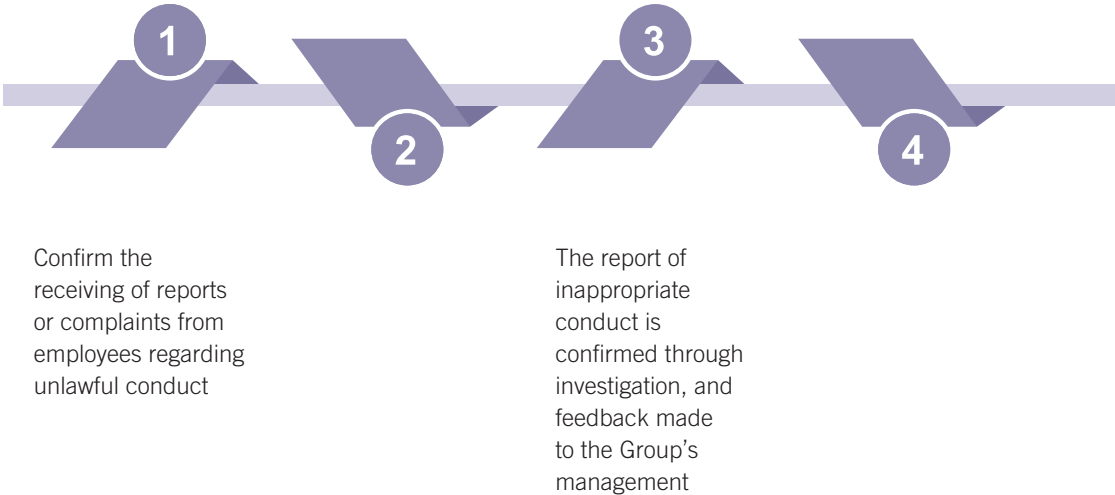 1
2
3
4
Confirm the
receiving of reports
or complaints from
employees regarding
unlawful conduct
The report of
inappropriate
conduct is
confirmed through
investigation, and
feedback made
to the Group’s
management